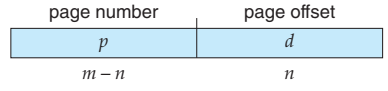 page number page offset
p d
m – n n